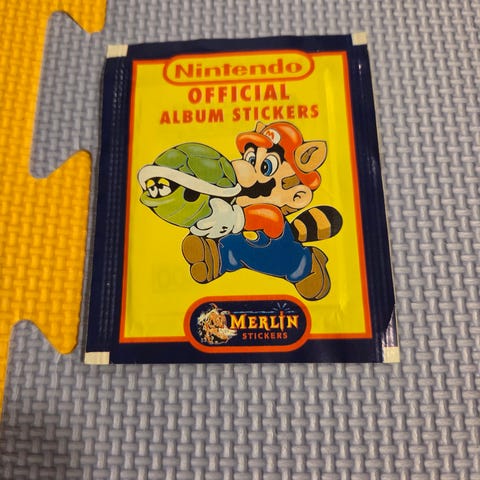 Nintendo
OFFICIAL
ALBUM STICKERS
M
MERLIN
STICKERS